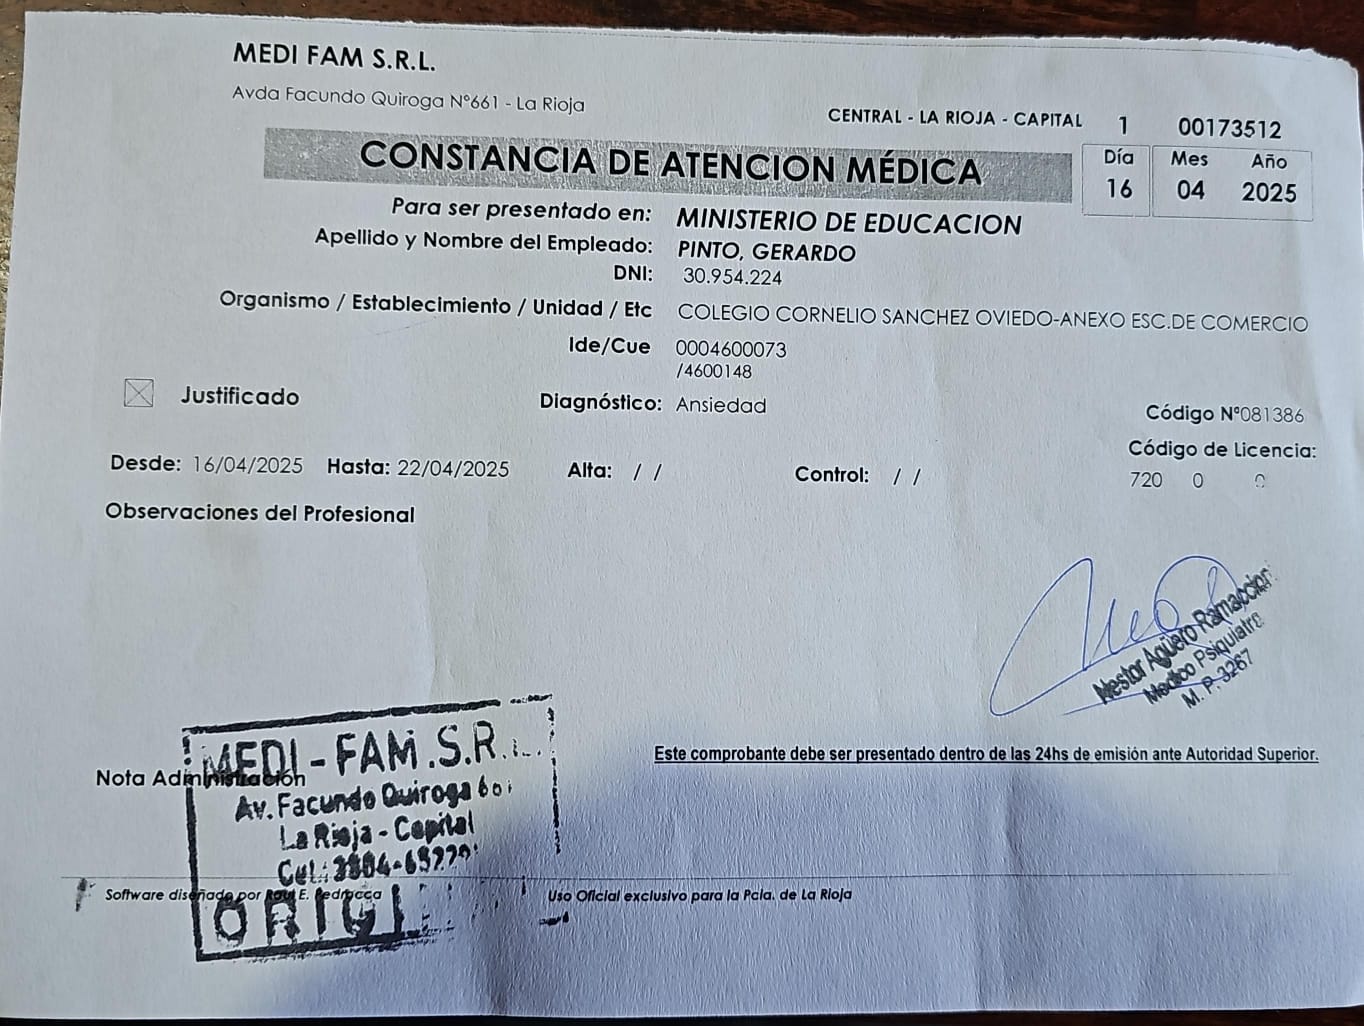 MEDI FAM S.R.L.
Avda Facundo Quiroga Nº661 - La Rioja
CENTRAL - LA RIOJA - CAPITAL 1 00173512
CONSTANCIA DE ATENCION MÉDICA
Día Mes Año
16 04 2025
Para ser presentado en: MINISTERIO DE EDUCACION
Apellido y Nombre del Empleado: PINTO, GERARDO
DNI: 30.954.224
Organismo / Establecimiento / Unidad / Etc COLEGIO CORNELIO SANCHEZ OVIEDO-ANEXO ESC.DE COMERCIO
Ide/Cue 0004600073
/4600148
Justificado Diagnóstico: Ansiedad Código Nº081386
Código de Licencia:
Desde: 16/04/2025 Hasta: 22/04/2025 Alta: / / Control: / / 720 0
Observaciones del Profesional
Nestor Agüero
Medico Psiquiatra
M. P. 3267
MEDI-FAM.S.R.
Este comprobante debe ser presentado dentro de las 24hs de emisión ante Autoridad Superior.
Nota Administración
Av. Facundo Quiroga
La Rioja - Capital
Cel.:
Software diseñado por E. Pedrocca Uso Oficial exclusivo para la Pcia. de La Rioja